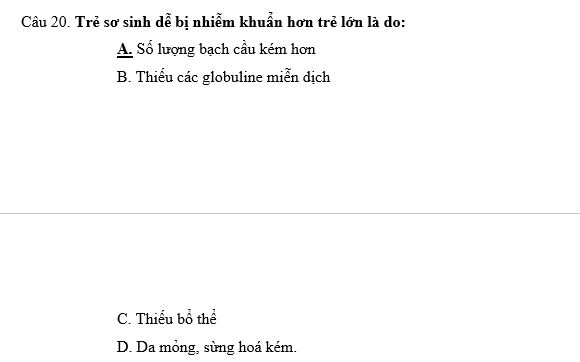 Câu 20. Trẻ sơ sinh dễ bị nhiễm khuẩn hơn trẻ lớn là do:
A. Số lượng bạch cầu kém hơn
B. Thiếu các globuline miễn dịch
C. Thiếu bổ thể
D. Da mỏng, sừng hoá kém.